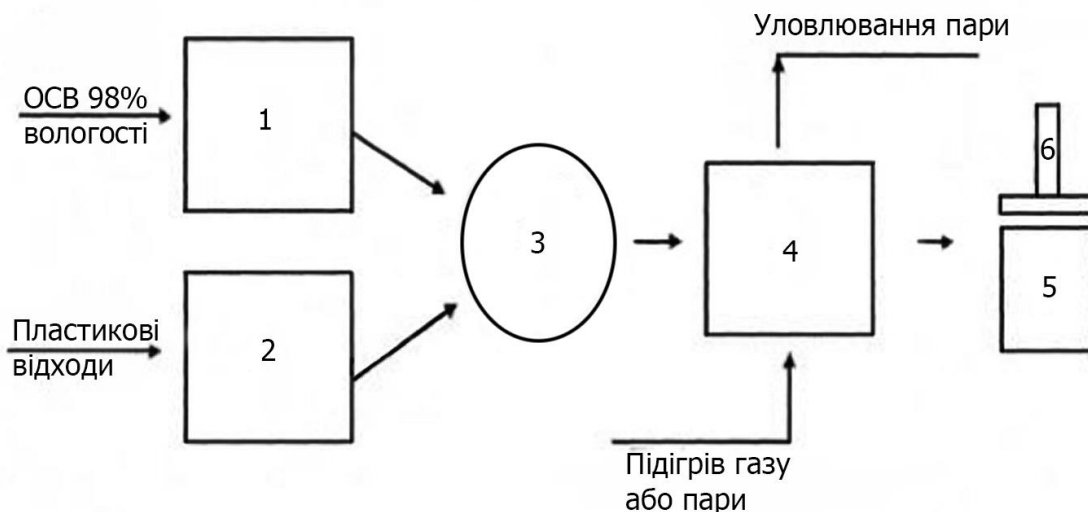 Уловлювання пари
ОСВ 98%
вологості
1
6
3
4
5
Пластикові
відходи
2
Підігрів газу
або пари